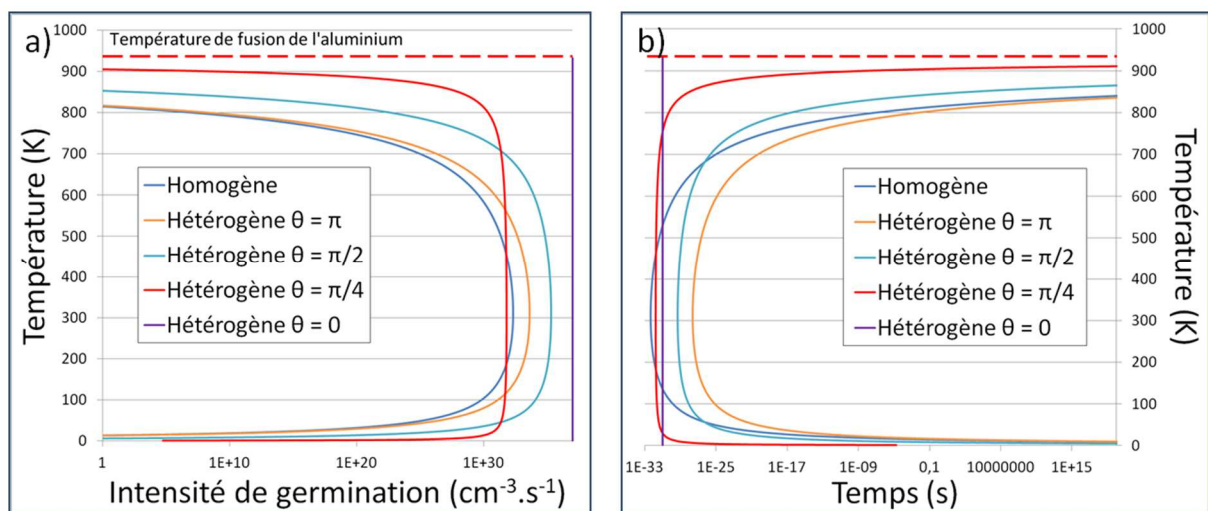 a)
Température de fusion de l'aluminium
1000
900
800
700
600
500
400
300
200
100
0
Température (K)
Homogène
Hétérogène θ = π
Hétérogène θ = π/2
Hétérogène θ = π/4
Hétérogène θ = 0
1
1E+10
1E+20
1E+30
Intensité de germination (cm⁻³.s⁻¹)
b)
1000
900
800
700
600
500
400
300
200
100
0
Température (K)
Homogène
Hétérogène θ = π
Hétérogène θ = π/2
Hétérogène θ = π/4
Hétérogène θ = 0
1E-33
1E-25
1E-17
1E-09
0,1
10000000
1E+15
Temps (s)